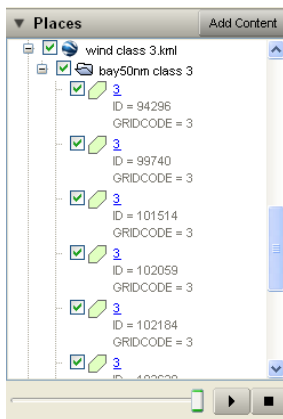 Places
Add Content
wind class 3.kml
bay50nm class 3
3
ID = 94296
GRIDCODE = 3
3
ID = 99740
GRIDCODE = 3
3
ID = 101514
GRIDCODE = 3
3
ID = 102059
GRIDCODE = 3
3
ID = 102184
GRIDCODE = 3
3